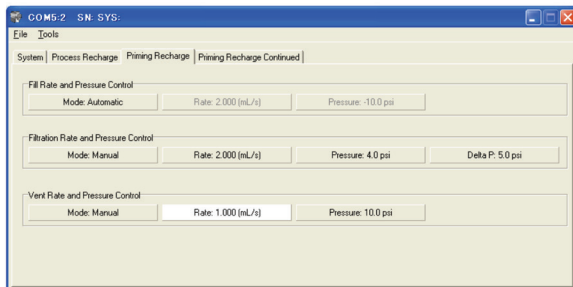 COM5:2 SN: SYS:
File Tools
System Process Recharge Priming Recharge Priming Recharge Continued
Fill Rate and Pressure Control
Mode: Automatic Rate: 2.000 (mL/s) Pressure: -10.0 psi
Filtration Rate and Pressure Control
Mode: Manual Rate: 2.000 (mL/s) Pressure: 4.0 psi Delta P: 5.0 psi
Vent Rate and Pressure Control
Mode: Manual Rate: 1.000 (mL/s) Pressure: 10.0 psi